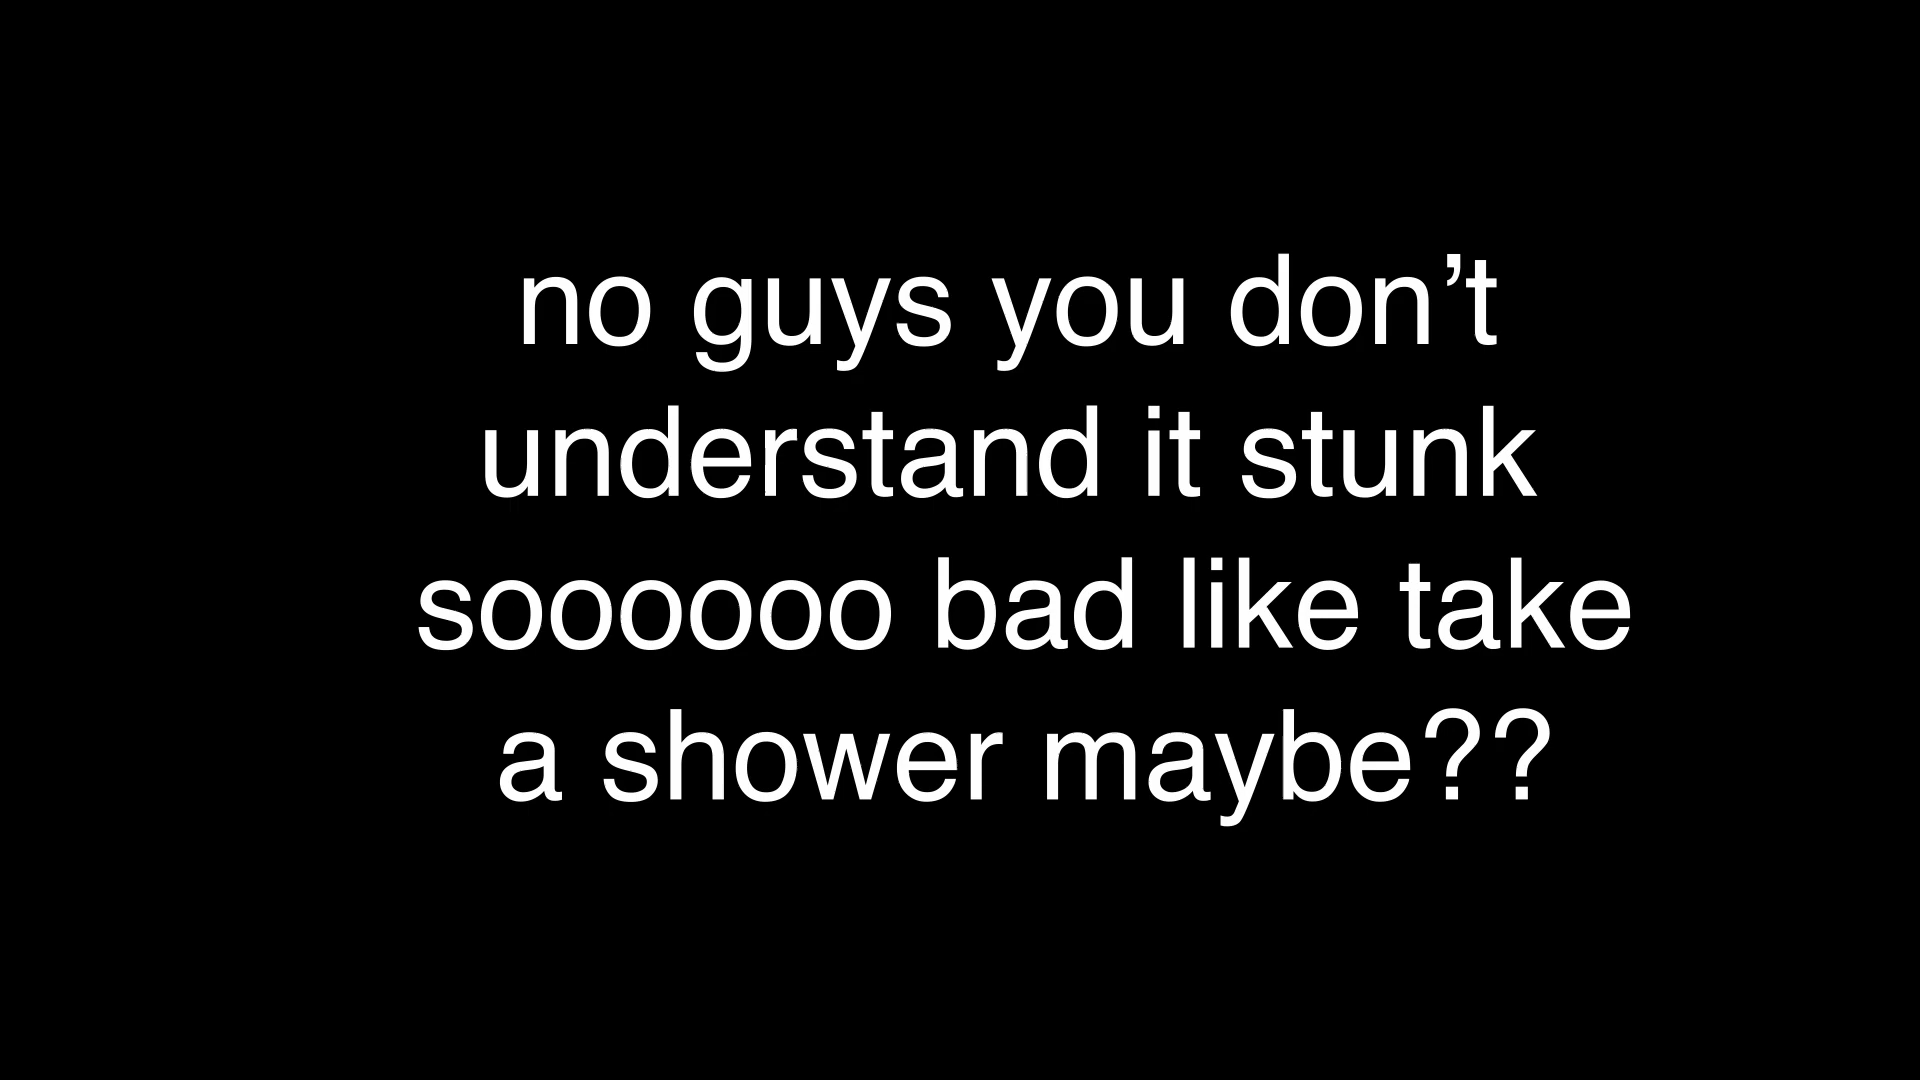 no guys you don’t
understand it stunk
soooooo bad like take
a shower maybe??